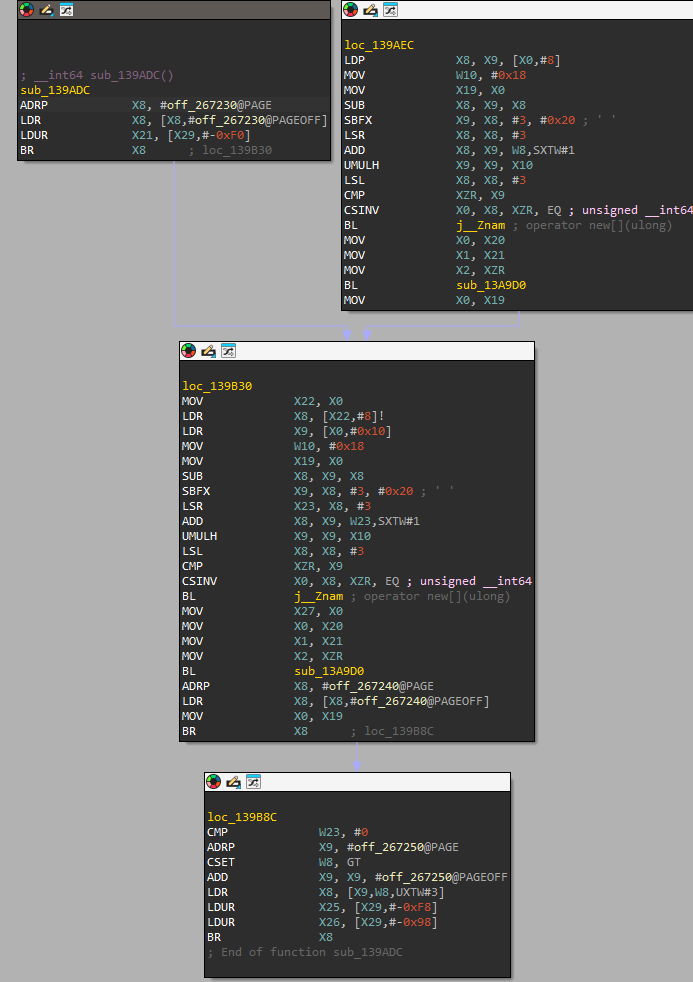 ; __int64 sub_139ADC()
sub_139ADC
ADRP X8, #off_267230@PAGE
LDR X8, [X8,#off_267230@PAGEOFF]
LDUR X21, [X29,#-0xF0]
BR X8 ; loc_139B30
loc_139AEC
LDP X8, X9, [X0,#8]
MOV W10, #0x18
MOV X19, X0
SUB X8, X9, X8
SBFX X9, X8, #3, #0x20 ; ' '
LSR X8, X8, #3
ADD X8, X9, W8,SXTW#1
UMULH X9, X9, X10
LSL X8, X8, #3
CMP XZR, X9
CSINV X0, X8, XZR, EQ ; unsigned __int64
BL j__Znam ; operator new[](ulong)
MOV X0, X20
MOV X1, X21
MOV X2, XZR
BL sub_13A9D0
MOV X0, X19
loc_139B30
MOV X22, X0
LDR X8, [X22,#8]!
LDR X9, [X0,#0x10]
MOV W10, #0x18
MOV X19, X0
SUB X8, X9, X8
SBFX X9, X8, #3, #0x20 ; ' '
LSR X23, X8, #3
ADD X8, X9, W23,SXTW#1
UMULH X9, X9, X10
LSL X8, X8, #3
CMP XZR, X9
CSINV X0, X8, XZR, EQ ; unsigned __int64
BL j__Znam ; operator new[](ulong)
MOV X27, X0
MOV X0, X20
MOV X1, X21
MOV X2, XZR
BL sub_13A9D0
ADRP X8, #off_267240@PAGE
LDR X8, [X8,#off_267240@PAGEOFF]
MOV X0, X19
BR X8 ; loc_139B8C
loc_139B8C
CMP W23, #0
ADRP X9, #off_267250@PAGE
CSET W8, GT
ADD X9, X9, #off_267250@PAGEOFF
LDR X8, [X9,W8,UXTW#3]
LDUR X25, [X29,#-0xF8]
LDUR X26, [X29,#-0x98]
BR X8
; End of function sub_139ADC